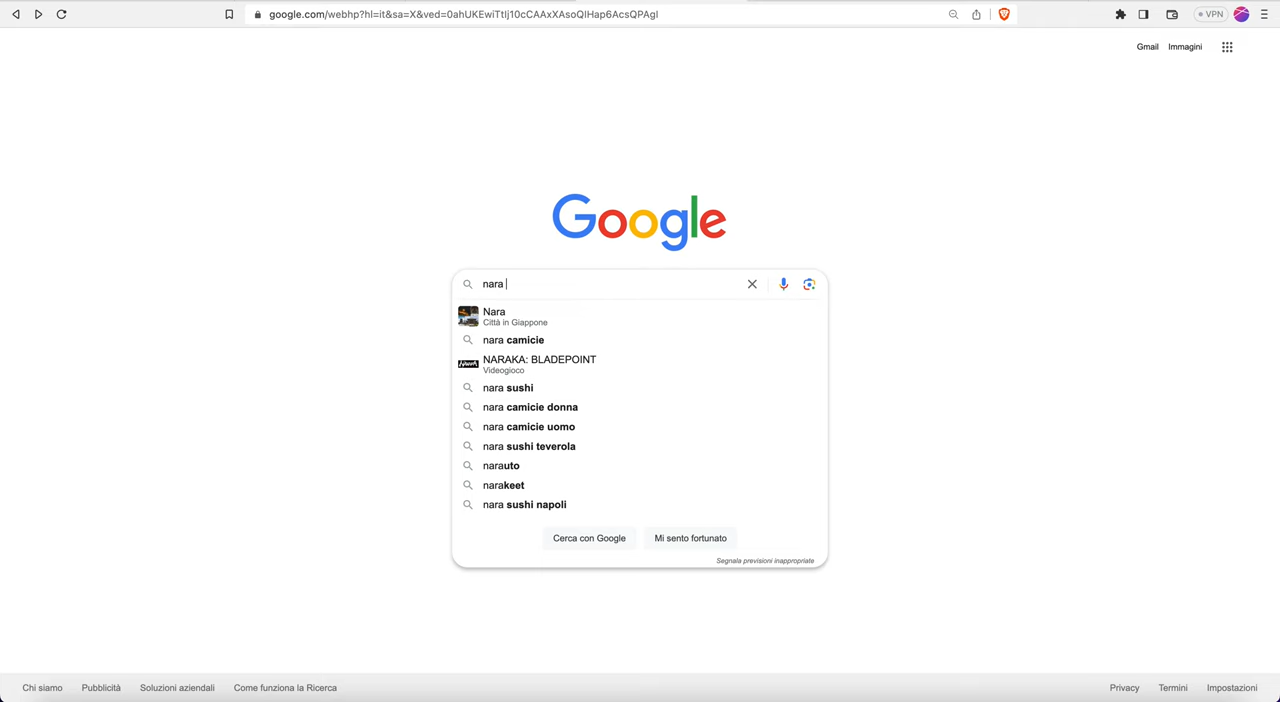 google.com/webhp?hl=it&sa=X&ved=0ahUKEwiTtIj10cCAAxXAsoQIHap6AcsQPAgI
VPN
Gmail Immagini
Google
nara
Nara
Città in Giappone
nara camicie
NARAKA: BLADEPOINT
Videogioco
nara sushi
nara camicie donna
nara camicie uomo
nara sushi teverola
narauto
narakeet
nara sushi napoli
Cerca con Google Mi sento fortunato
Segnala previsioni inappropriate
Chi siamo Pubblicità Soluzioni aziendali Come funziona la Ricerca Privacy Termini Impostazioni